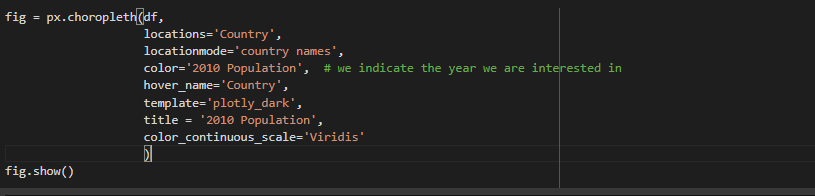 fig = px.choropleth(df,
                    locations='Country',
                    locationmode='country names',
                    color='2010 Population',  # we indicate the year we are interested in
                    hover_name='Country',
                    template='plotly_dark',
                    title = '2010 Population',
                    color_continuous_scale='Viridis'
                    )
fig.show()